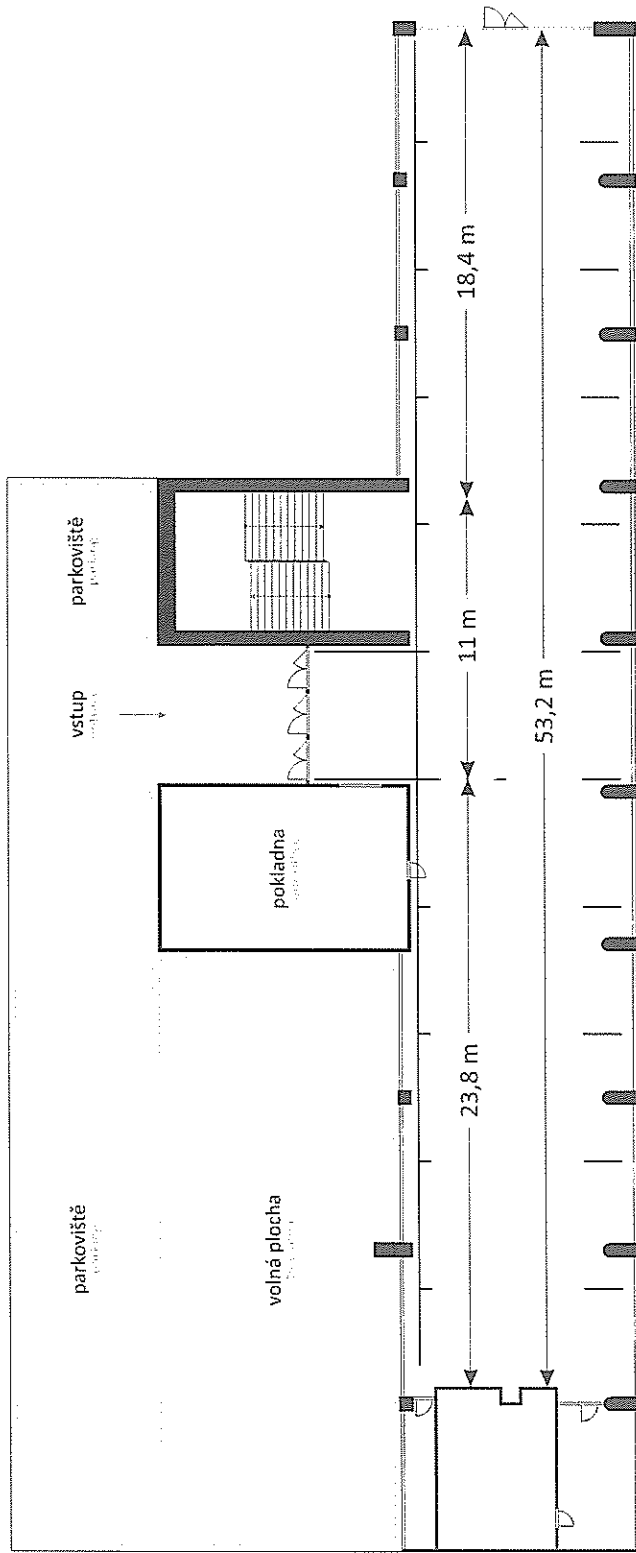 parkoviště
vstup
pokladna
parkoviště
volná plocha
18,4 m
11 m
53,2 m
23,8 m